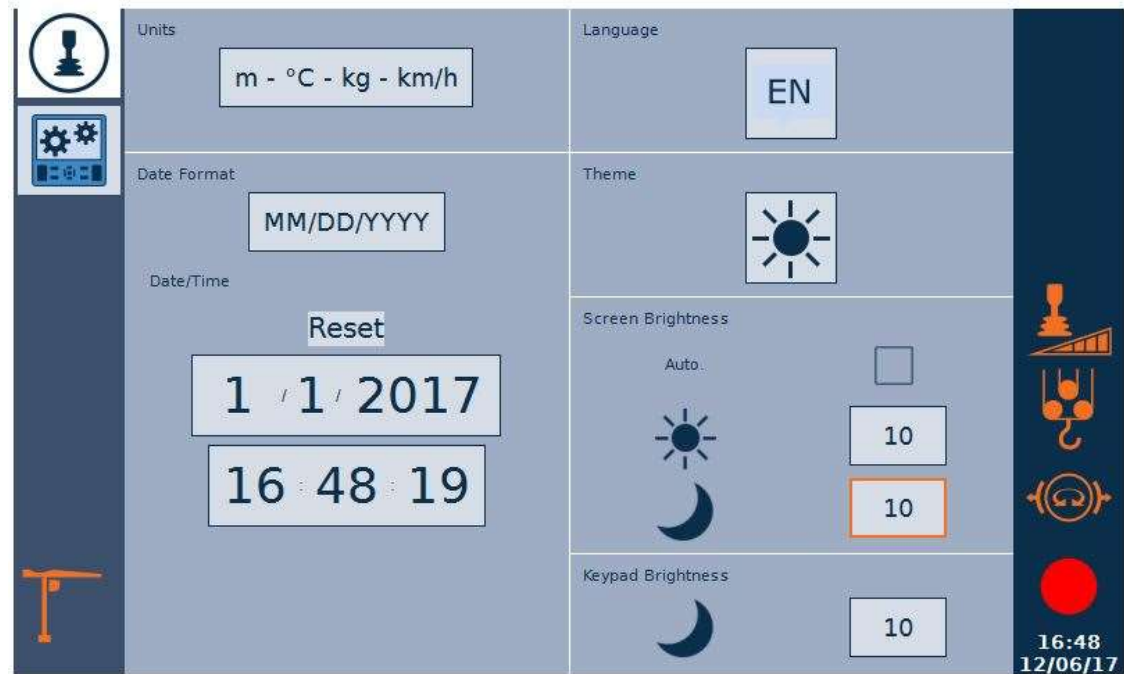 Units
m - °C - kg - km/h
Date Format
MM/DD/YYYY
Date/Time
Reset
1 / 1 / 2017
16 : 48 : 19
Language
EN
Theme
Screen Brightness
Auto.
10
10
Keypad Brightness
10
16:48
12/06/17